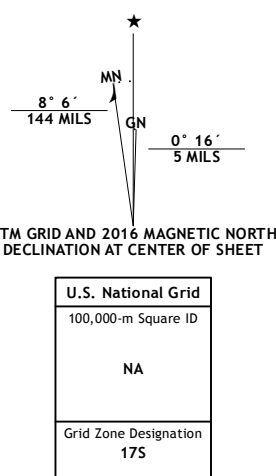 ★
MN
GN
8° 6´
144 MILS
0° 16´
5 MILS
TM GRID AND 2016 MAGNETIC NORTH
DECLINATION AT CENTER OF SHEET
U.S. National Grid
100,000-m Square ID
NA
Grid Zone Designation
17S